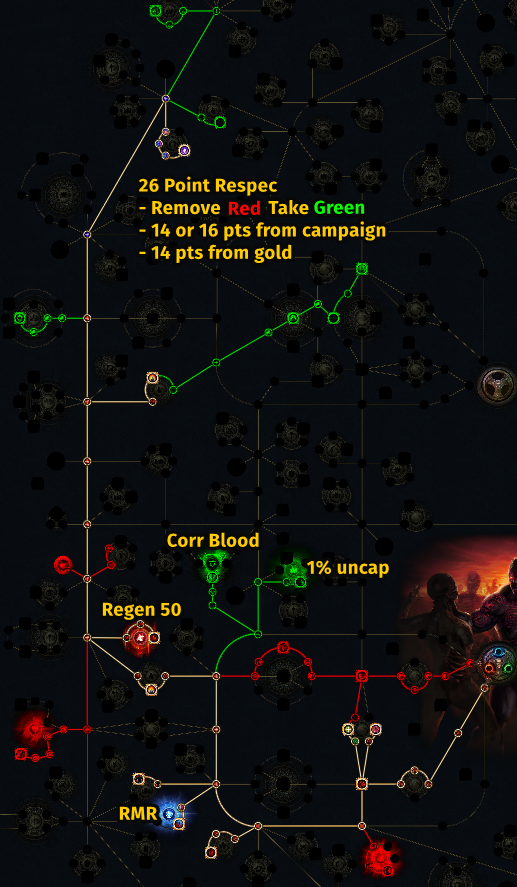 26 Point Respec
- Remove Red Take Green
- 14 or 16 pts from campaign
- 14 pts from gold
Corr Blood
1% uncap
Regen 50
RMR